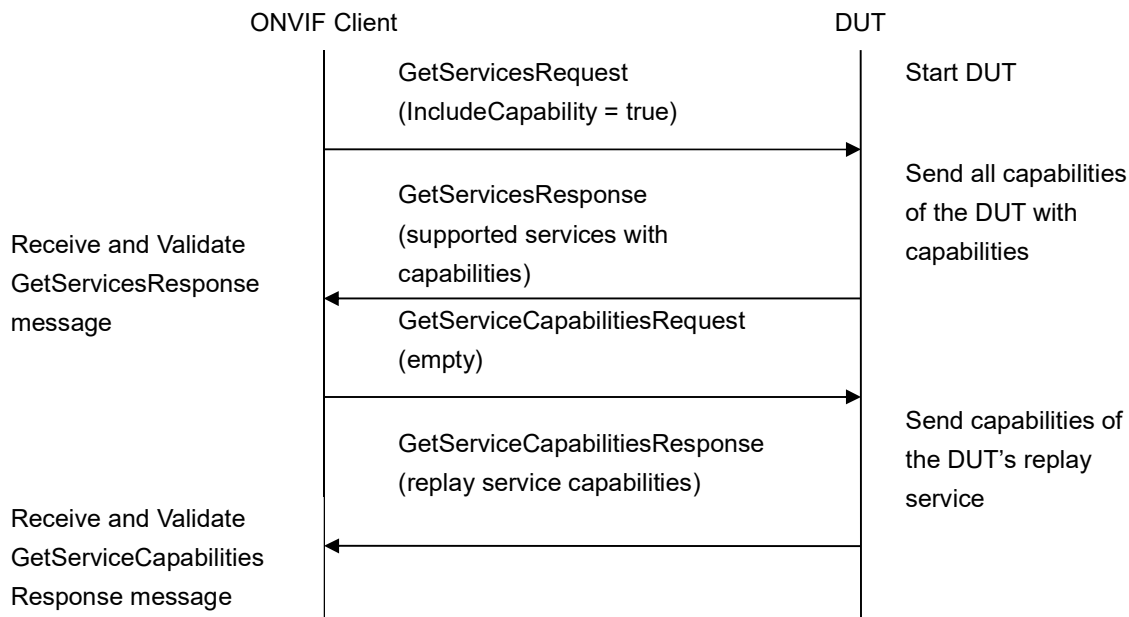 ONVIF Client
DUT
GetServicesRequest
(IncludeCapability = true)
Start DUT
GetServicesResponse
(supported services with
capabilities)
Send all capabilities
of the DUT with
capabilities
Receive and Validate
GetServicesResponse
message
GetServiceCapabilitiesRequest
(empty)
GetServiceCapabilitiesResponse
(replay service capabilities)
Send capabilities of
the DUT’s replay
service
Receive and Validate
GetServiceCapabilities
Response message